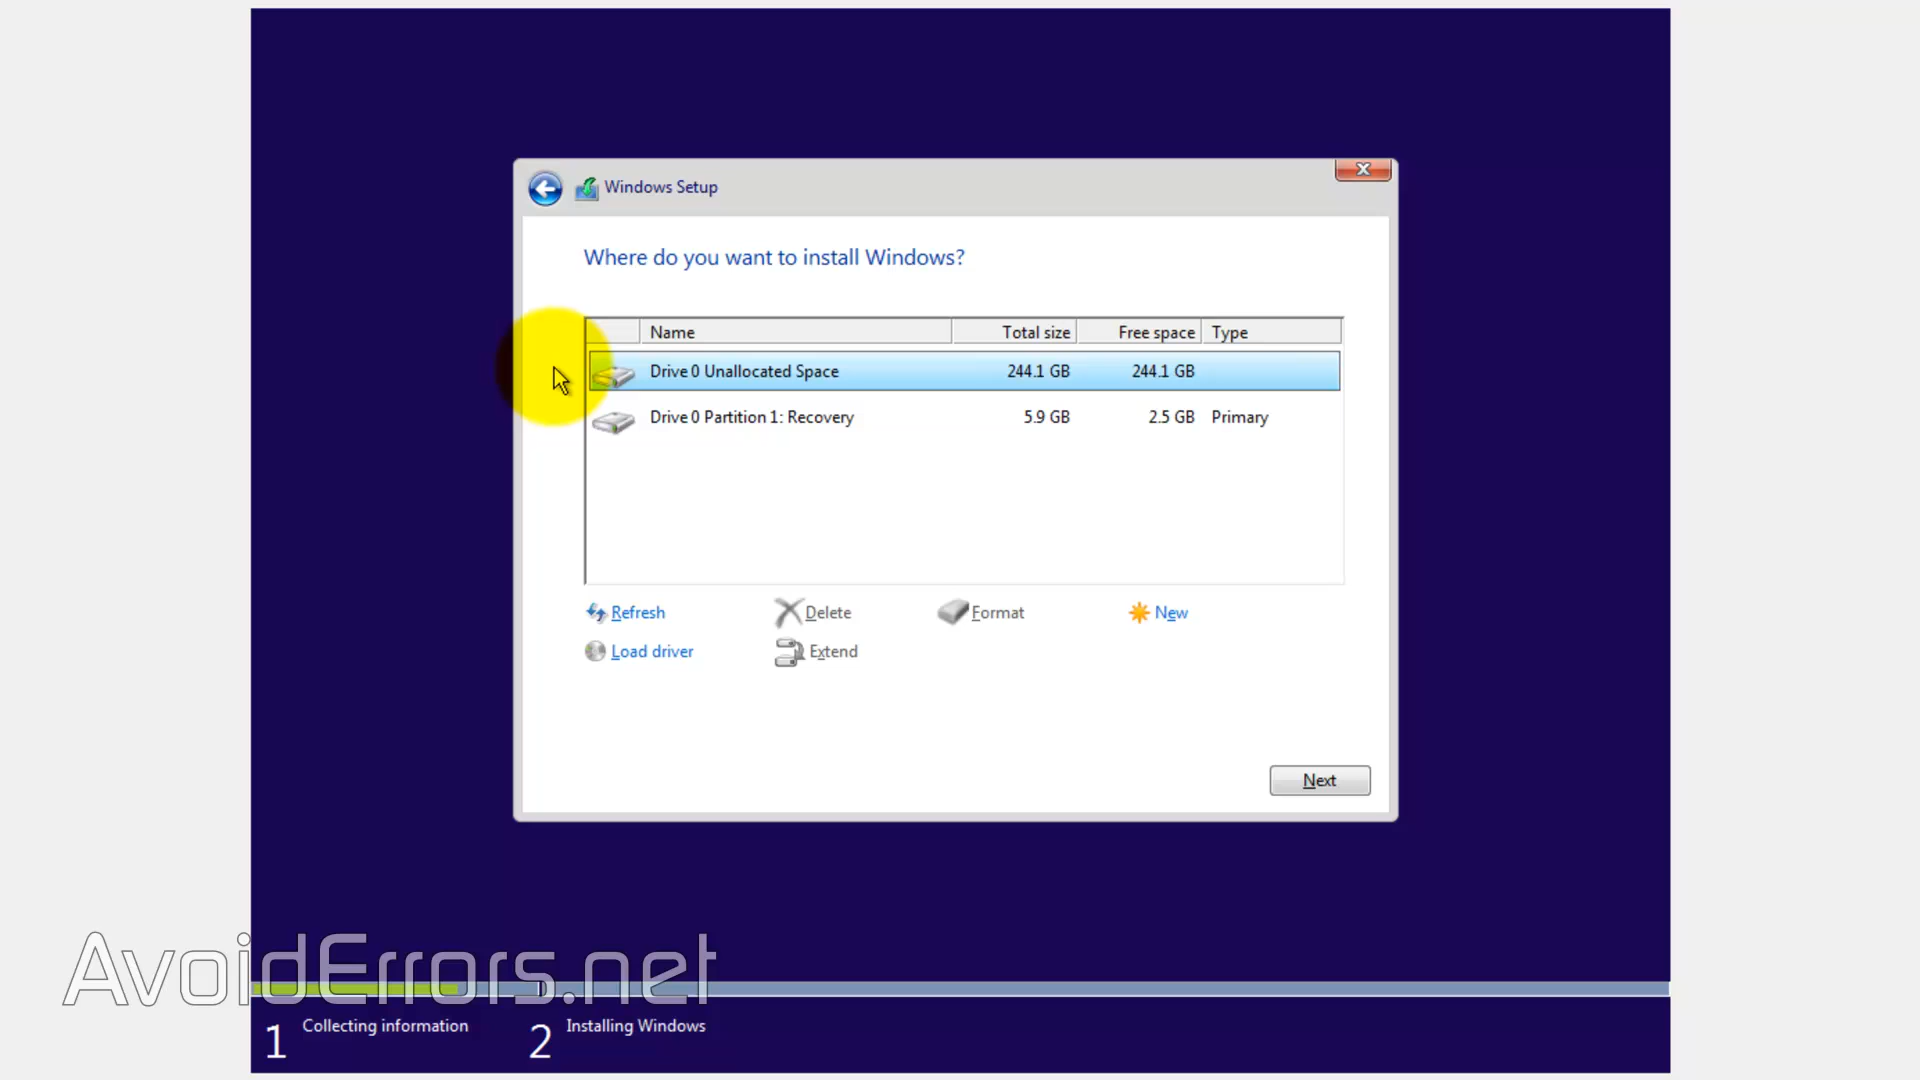 Windows Setup
Where do you want to install Windows?
Name Total size Free space Type
Drive 0 Unallocated Space 244.1 GB 244.1 GB
Drive 0 Partition 1: Recovery 5.9 GB 2.5 GB Primary
Refresh Delete Format New
Load driver Extend
Next
AvoidErrors.net
1 Collecting information 2 Installing Windows